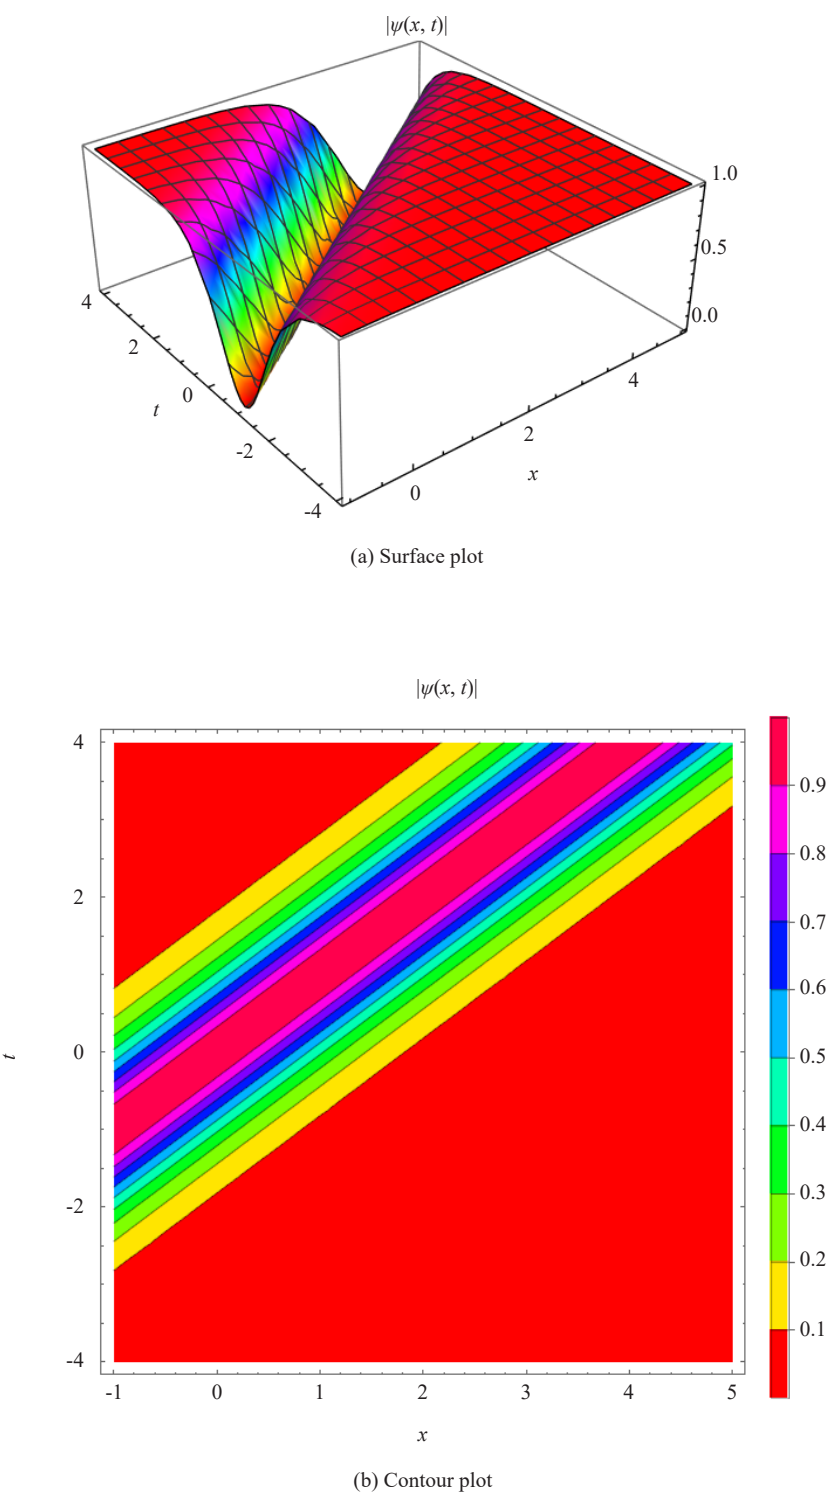 |ψ(x, t)|
1.0
0.5
0.0
4
2
0
-2
-4
t
0
2
4
x
(a) Surface plot
|ψ(x, t)|
4
2
0
-2
-4
t
-1 0 1 2 3 4 5
x
0.9
0.8
0.7
0.6
0.5
0.4
0.3
0.2
0.1
(b) Contour plot